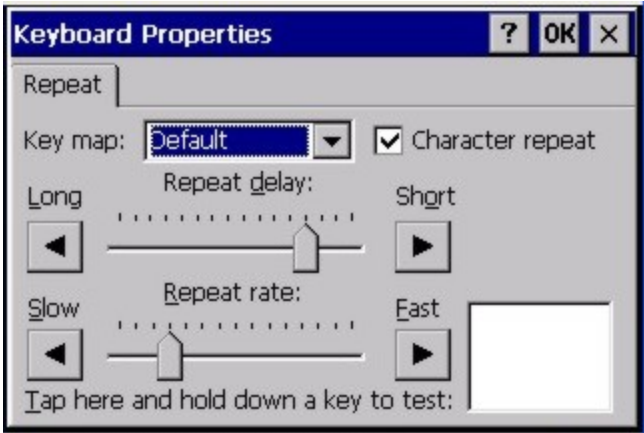 Keyboard Properties ? OK ×
Repeat
Key map: Default Character repeat
Repeat delay:
Long Short
Repeat rate:
Slow Fast
Tap here and hold down a key to test: